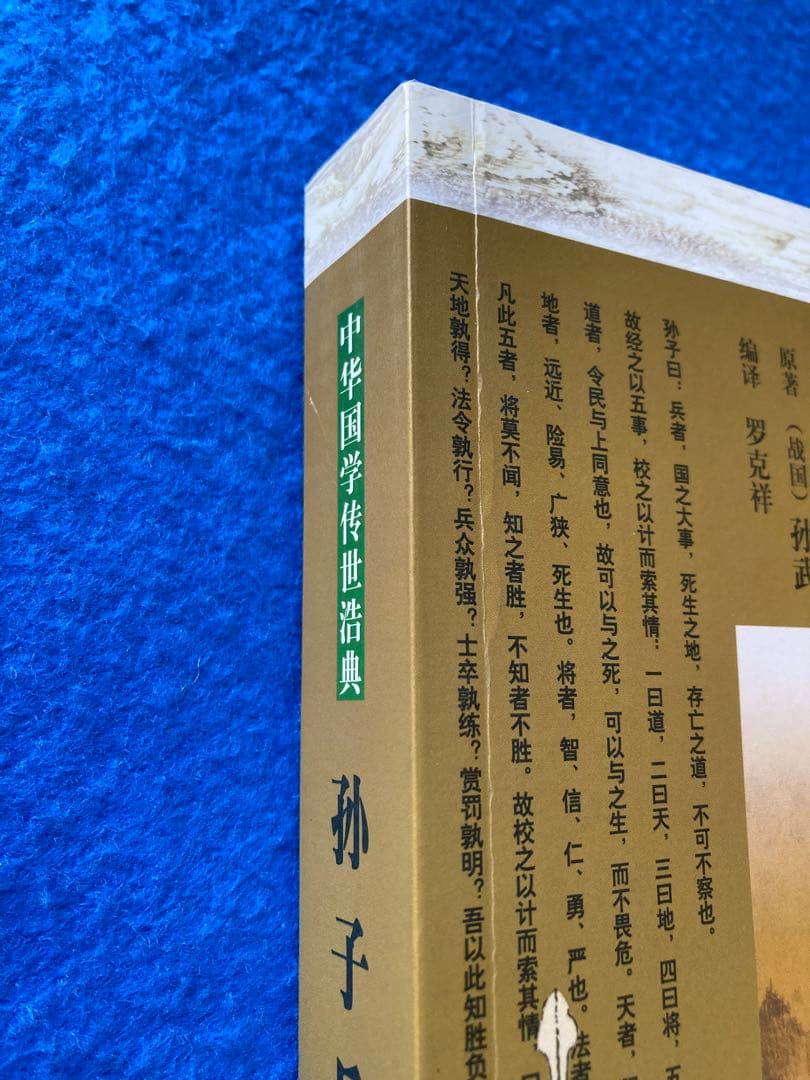 中华国学传世浩典
孙子
原著（战国）孙武
编译 罗克祥
孙子曰：兵者，国之大事，死生之地，存亡之道，不可不察也。
故经之以五事，校之以计而索其情：一曰道，二曰天，三曰地，四曰将，五
道者，令民与上同意也，故可以与之死，可以与之生，而不畏危。天者，
地者，远近、险易、广狭、死生也。将者，智、信、仁、勇、严也。法者
凡此五者，将莫不闻，知之者胜，不知者不胜。故校之以计而索其情
天地孰得？法令孰行？兵众孰强？士卒孰练？赏罚孰明？吾以此知胜负